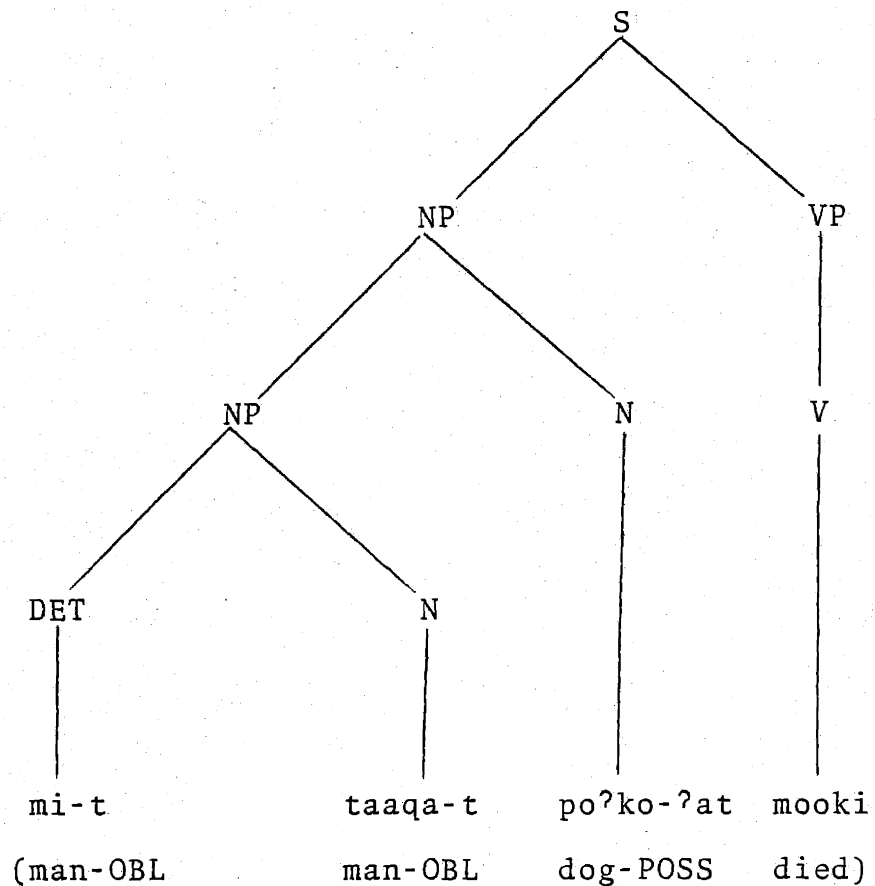 S
NP VP
NP N V
DET N
mi-t taaqa-t po?ko-?at mooki
(man-OBL man-OBL dog-POSS died)